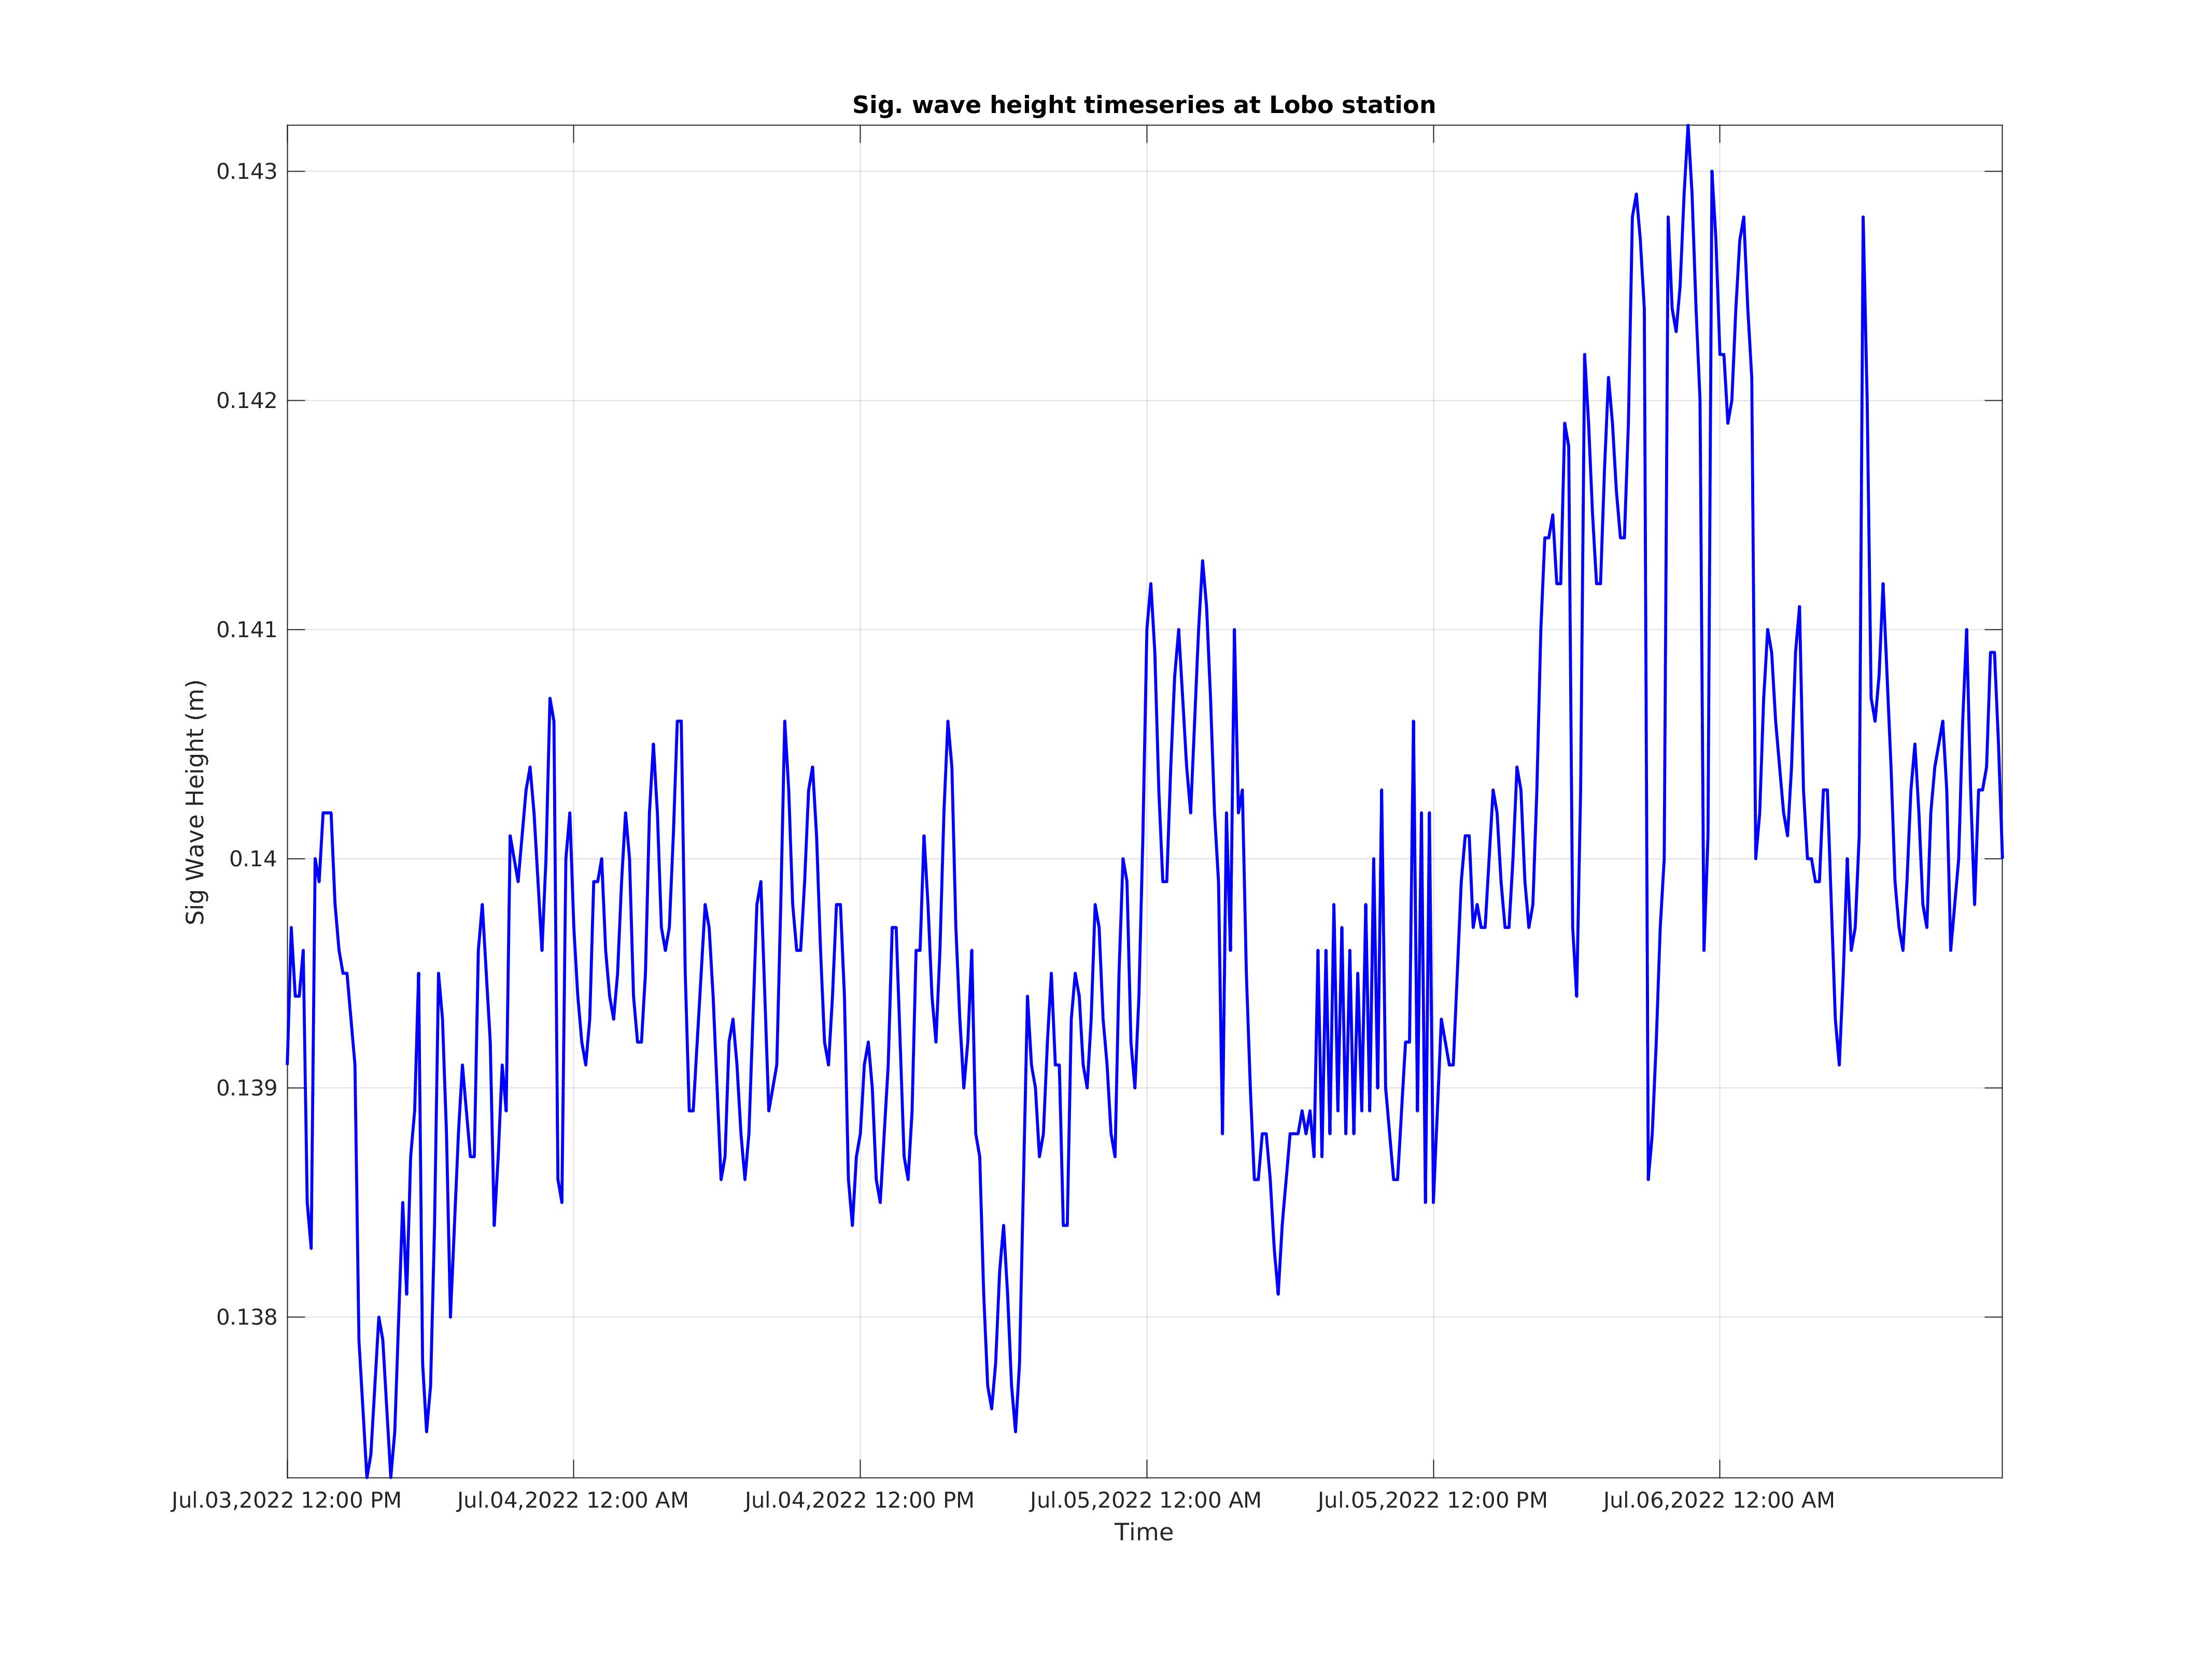 Sig. wave height timeseries at Lobo station
0.143
0.142
0.141
0.14
0.139
0.138
Sig Wave Height (m)
Jul.03,2022 12:00 PM
Jul.04,2022 12:00 AM
Jul.04,2022 12:00 PM
Jul.05,2022 12:00 AM
Jul.05,2022 12:00 PM
Jul.06,2022 12:00 AM
Time